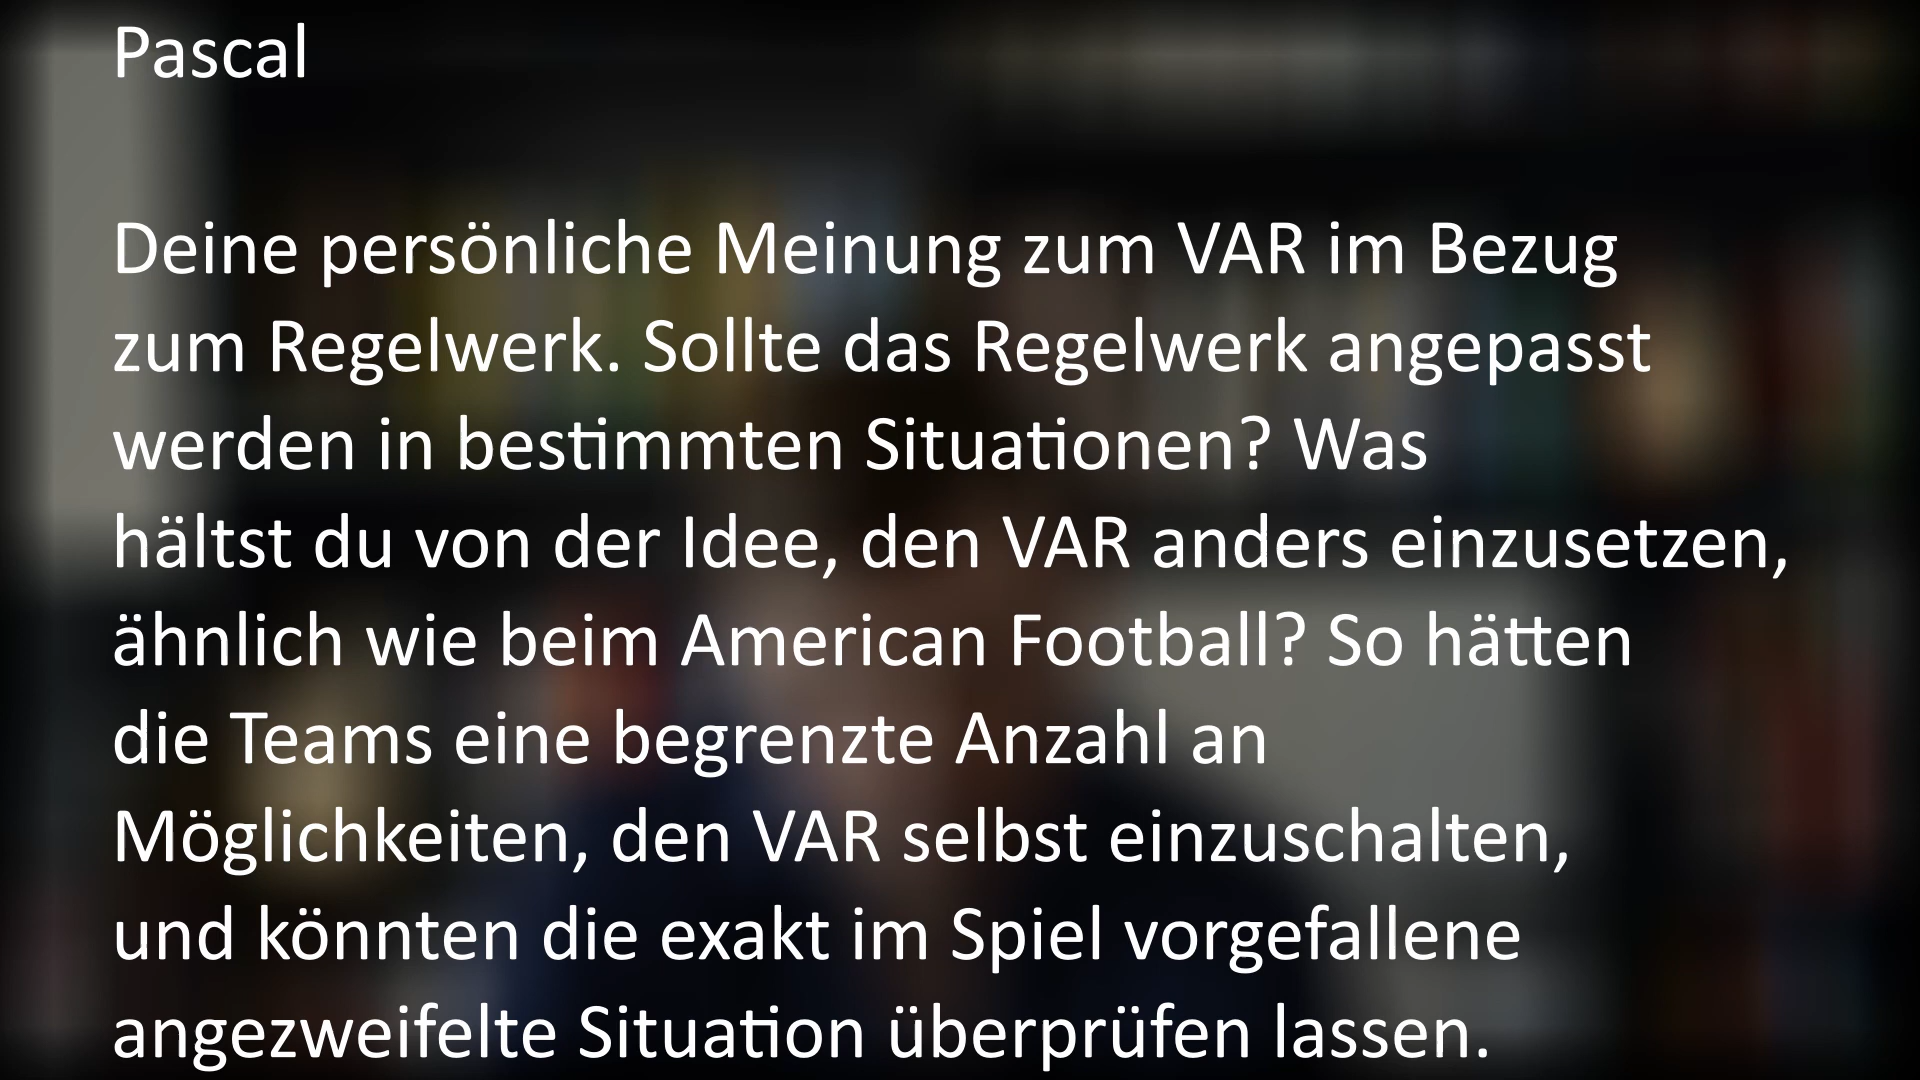 Pascal
Deine persönliche Meinung zum VAR im Bezug
zum Regelwerk. Sollte das Regelwerk angepasst
werden in bestimmten Situationen? Was
hältst du von der Idee, den VAR anders einzusetzen,
ähnlich wie beim American Football? So hätten
die Teams eine begrenzte Anzahl an
Möglichkeiten, den VAR selbst einzuschalten,
und könnten die exakt im Spiel vorgefallene
angezweifelte Situation überprüfen lassen.